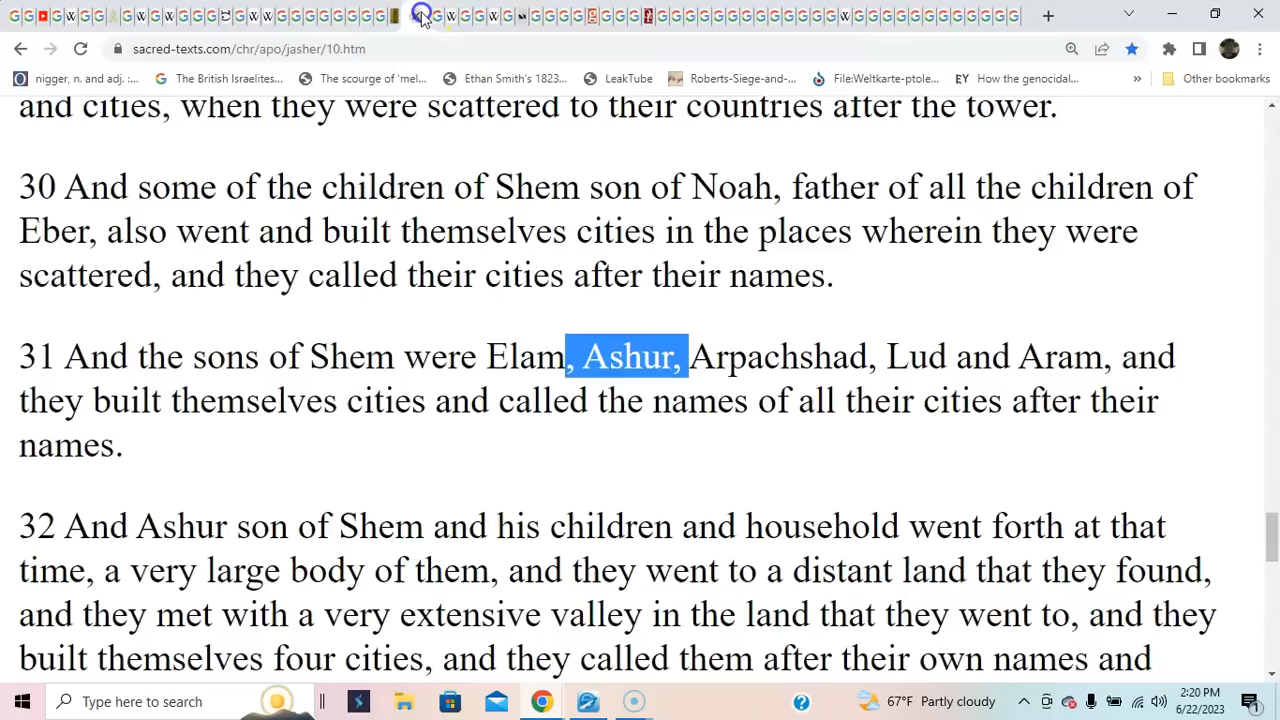 sacred-texts.com/chr/apo/jasher/10.htm
nigger, n. and adj. :... The British Israelites... The scourge of 'mel... Ethan Smith's 1823... LeakTube Roberts-Siege-and-... File:Weltkarte-ptole... EY How the genocidal... » Other bookmarks
and cities, when they were scattered to their countries after the tower.
30 And some of the children of Shem son of Noah, father of all the children of
Eber, also went and built themselves cities in the places wherein they were
scattered, and they called their cities after their names.
31 And the sons of Shem were Elam, Ashur, Arpachshad, Lud and Aram, and
they built themselves cities and called the names of all their cities after their
names.
32 And Ashur son of Shem and his children and household went forth at that
time, a very large body of them, and they went to a distant land that they found,
and they met with a very extensive valley in the land that they went to, and they
built themselves four cities, and they called them after their own names and
Type here to search 67°F Partly cloudy 2:20 PM
6/22/2023